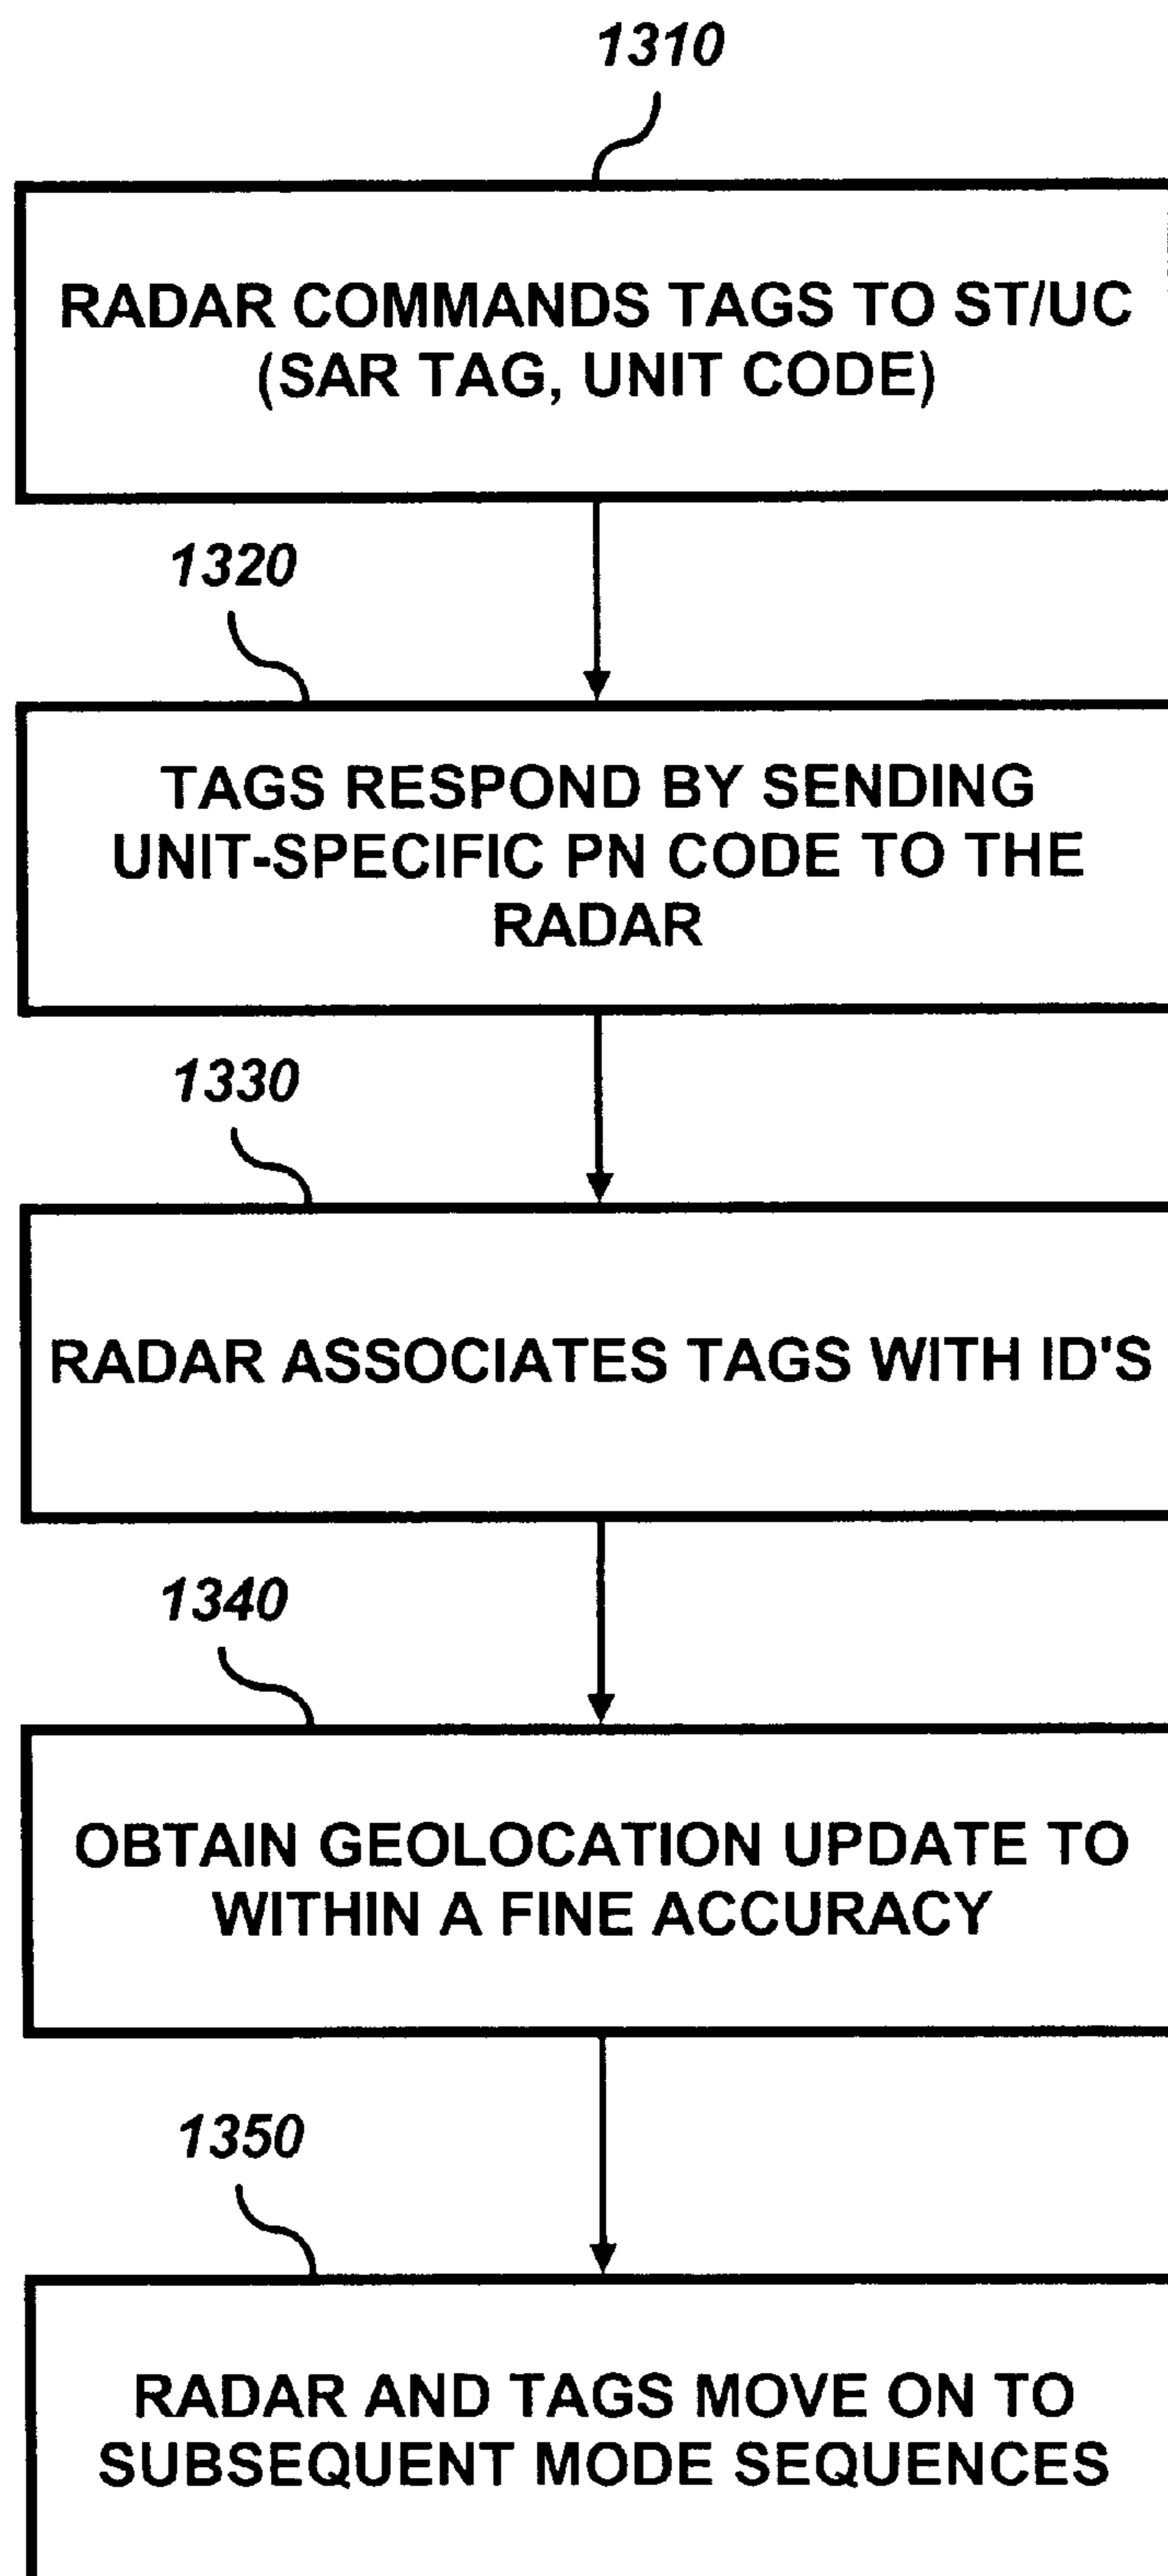 1310
RADAR COMMANDS TAGS TO ST/UC
(SAR TAG, UNIT CODE)
1320
TAGS RESPOND BY SENDING
UNIT-SPECIFIC PN CODE TO THE
RADAR
1330
RADAR ASSOCIATES TAGS WITH ID'S
1340
OBTAIN GEOLOCATION UPDATE TO
WITHIN A FINE ACCURACY
1350
RADAR AND TAGS MOVE ON TO
SUBSEQUENT MODE SEQUENCES